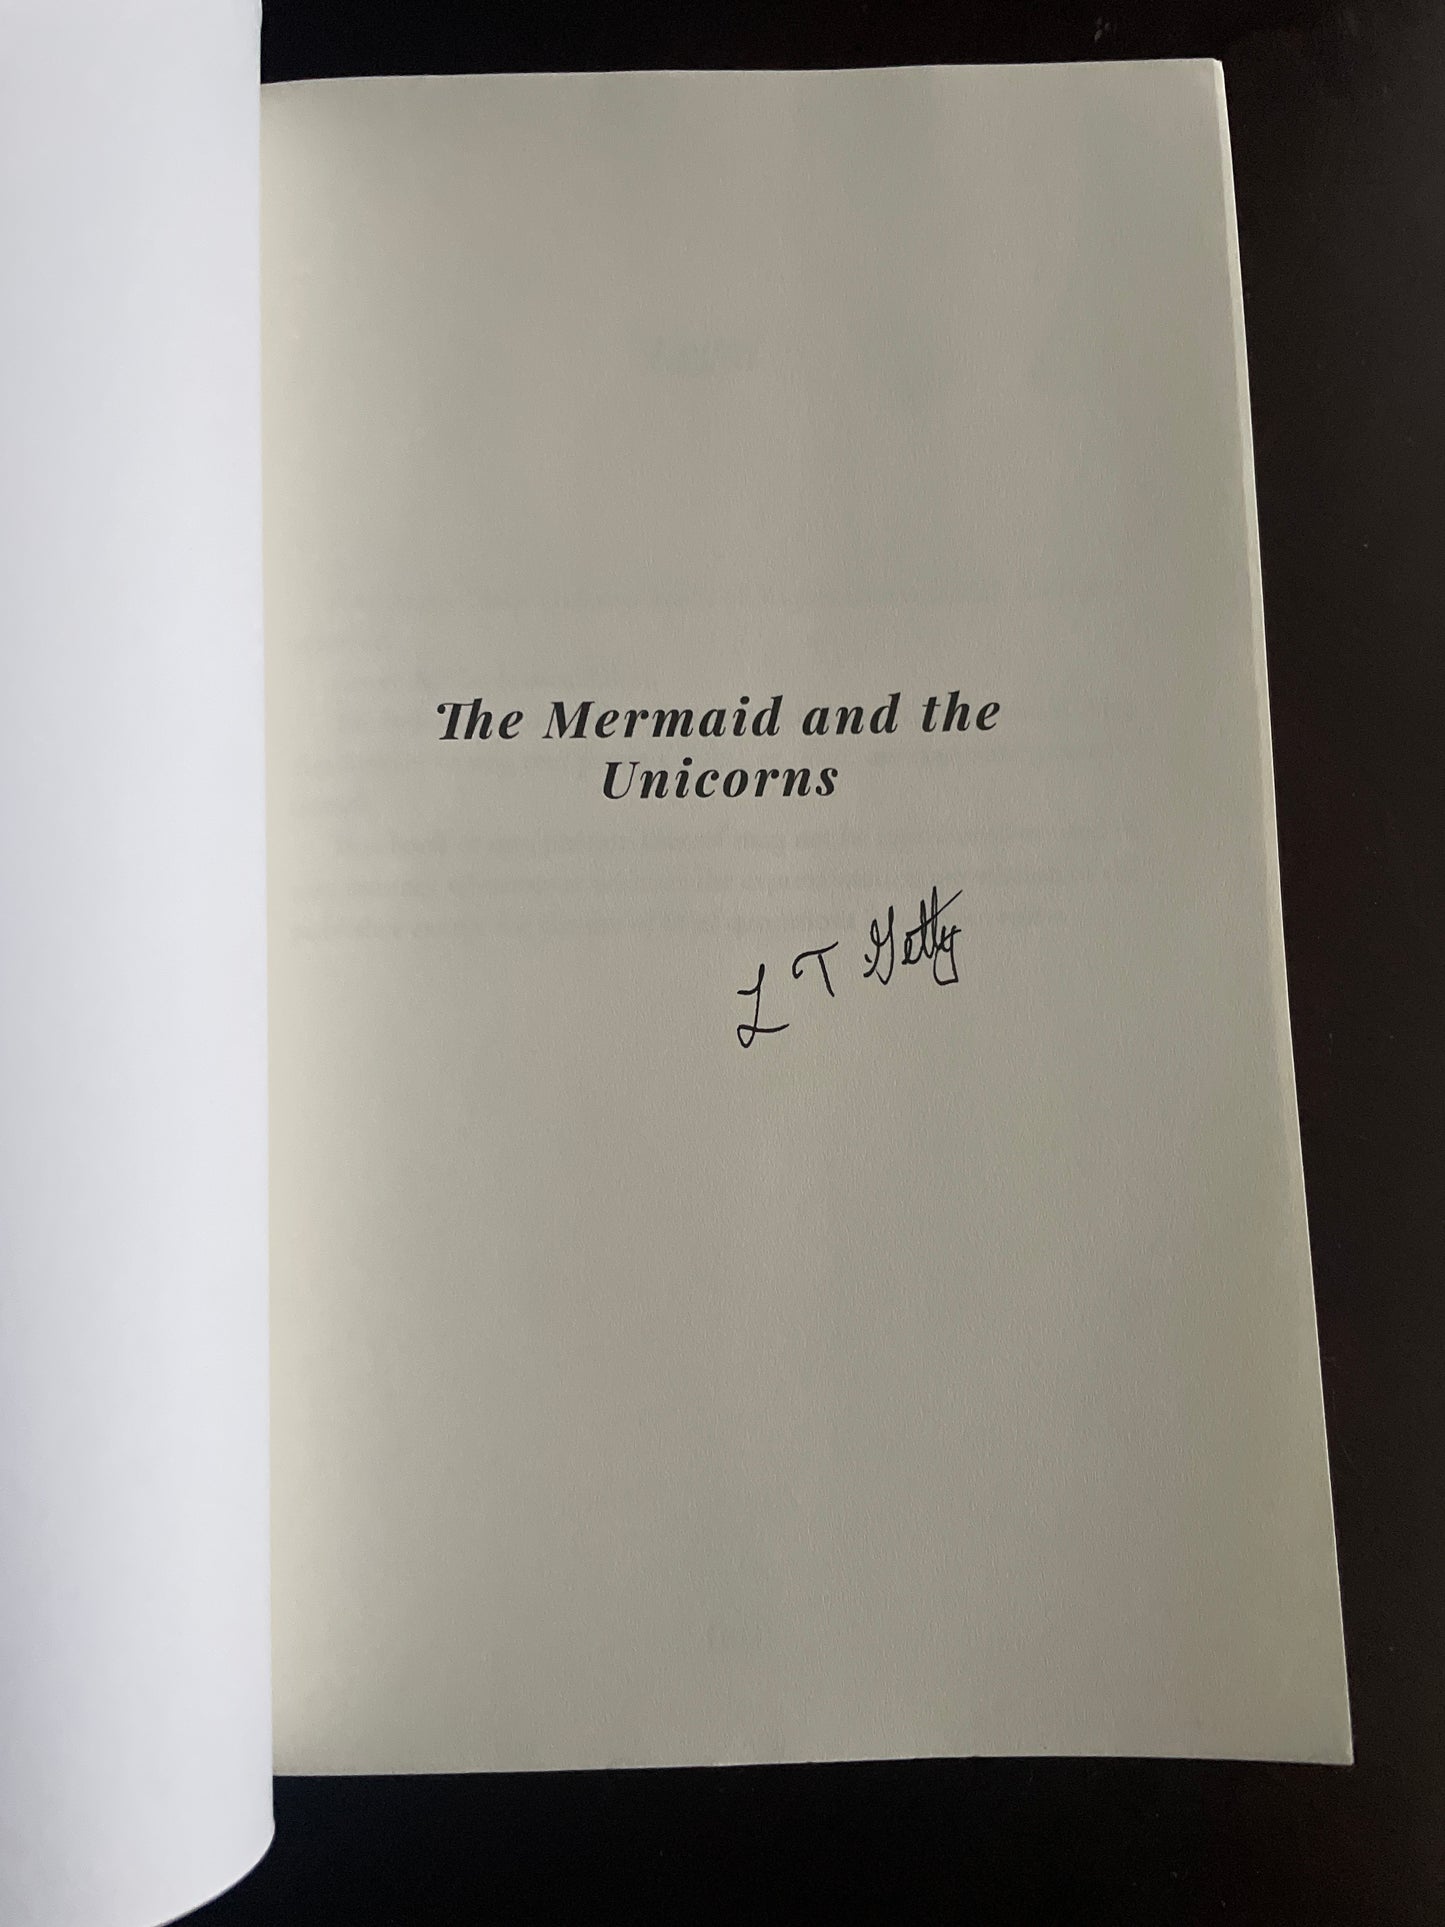 The Mermaid and the
Unicorns
L T Getty